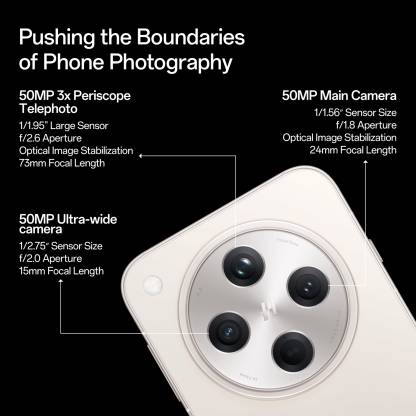 Pushing the Boundaries
of Phone Photography
50MP 3x Periscope
Telephoto
1/1.95" Large Sensor
f/2.6 Aperture
Optical Image Stabilization
73mm Focal Length
50MP Main Camera
1/1.56" Sensor Size
f/1.8 Aperture
Optical Image Stabilization
24mm Focal Length
50MP Ultra-wide
camera
1/2.75" Sensor Size
f/2.0 Aperture
15mm Focal Length